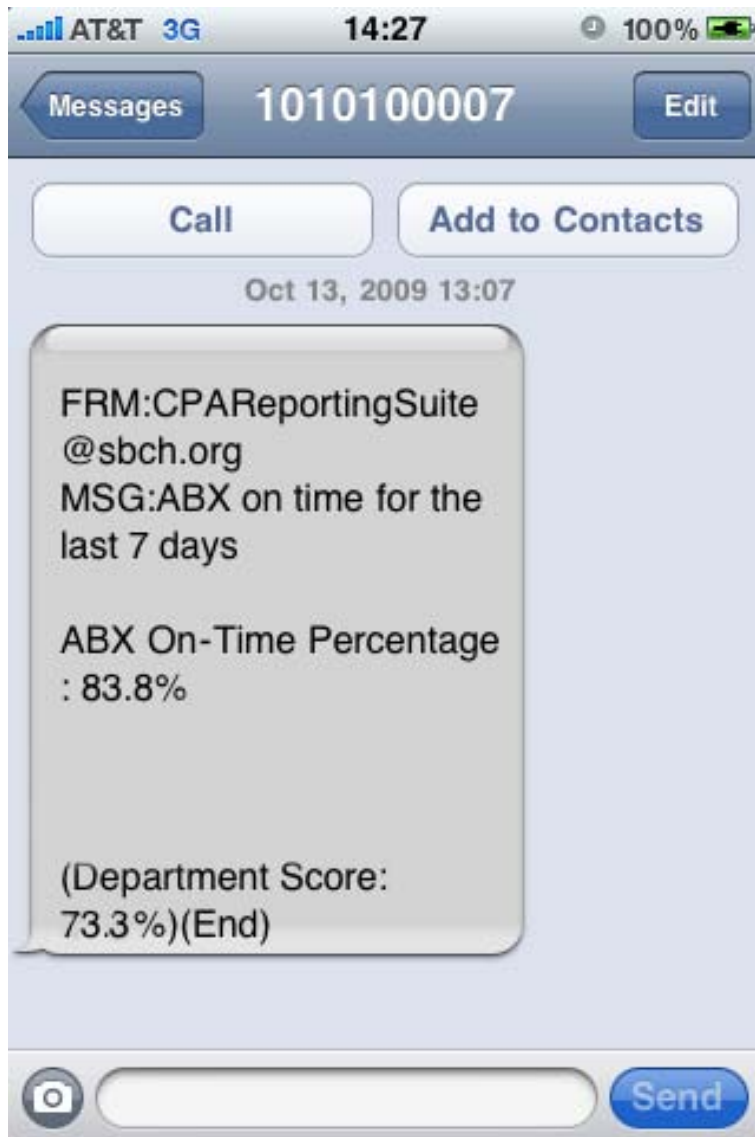 AT&T 3G 14:27 100%
Messages 1010100007 Edit
Call Add to Contacts
Oct 13, 2009 13:07
FRM:CPAReportingSuite
@sbch.org
MSG:ABX on time for the
last 7 days
ABX On-Time Percentage
: 83.8%
(Department Score:
73.3%)(End)
Send